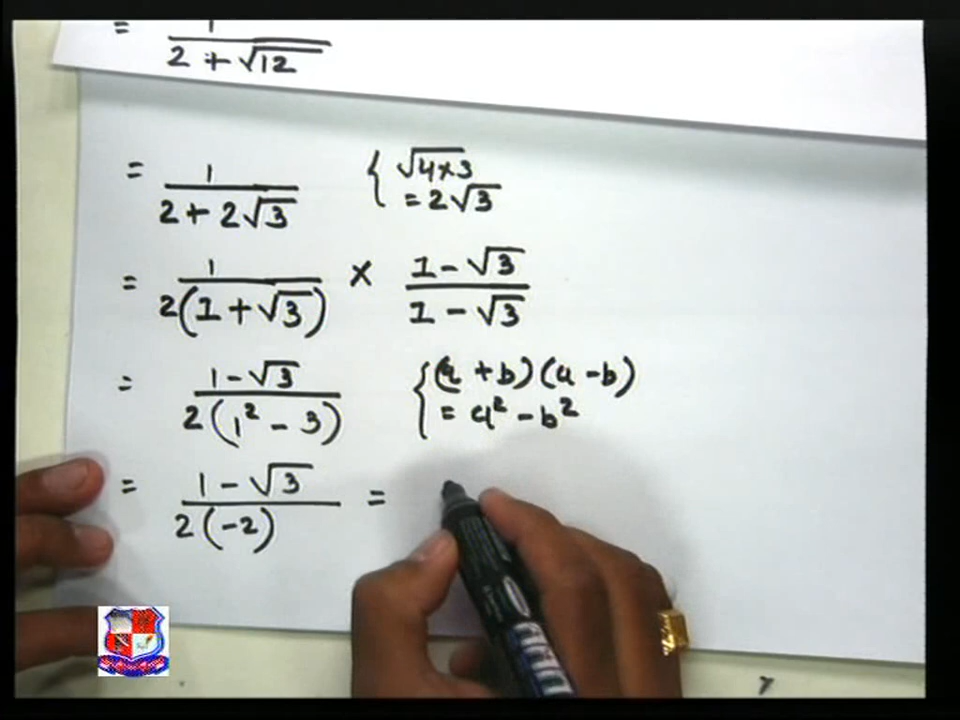 = 1 / (2 + √12)
= 1 / (2 + 2√3) { √4×3
= 2√3
= 1 / 2(1 + √3) × (1 - √3) / (1 - √3)
= (1 - √3) / 2(1² - 3) { (a + b)(a - b)
= a² - b²
= (1 - √3) / 2(-2) =